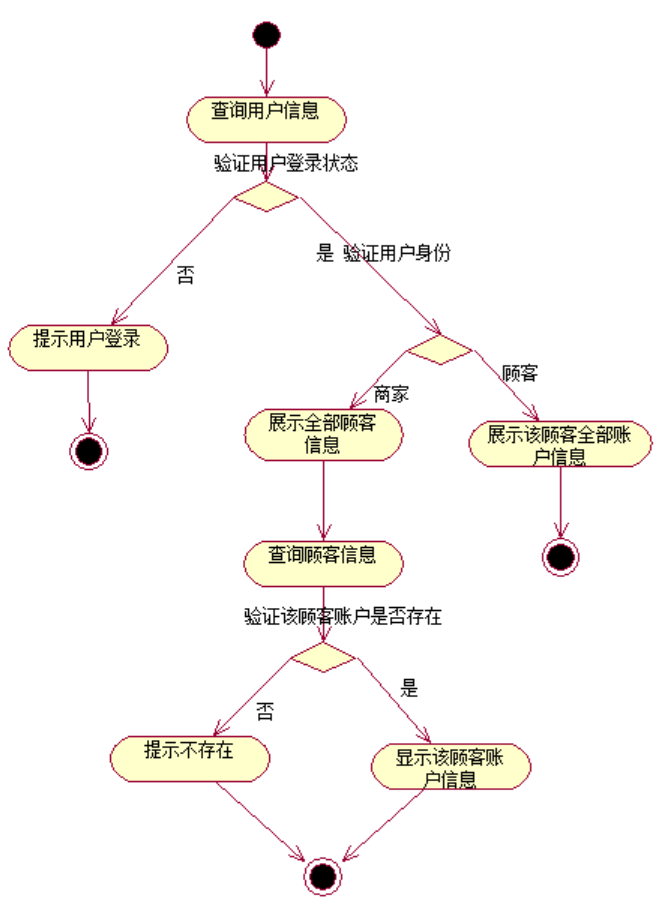 查询用户信息
验证用户登录状态
是 验证用户身份
否
提示用户登录
顾客
商家
展示全部顾客
信息
展示该顾客全部账
户信息
查询顾客信息
验证该顾客账户是否存在
是
否
提示不存在
显示该顾客账
户信息